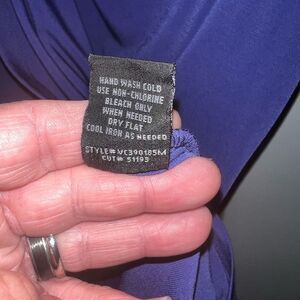 HAND WASH COLD
USE NON-CHLORINE
BLEACH ONLY
WHEN NEEDED
DRY FLAT
COOL IRON AS NEEDED
STYLE# VC390185M
CUT# 51193